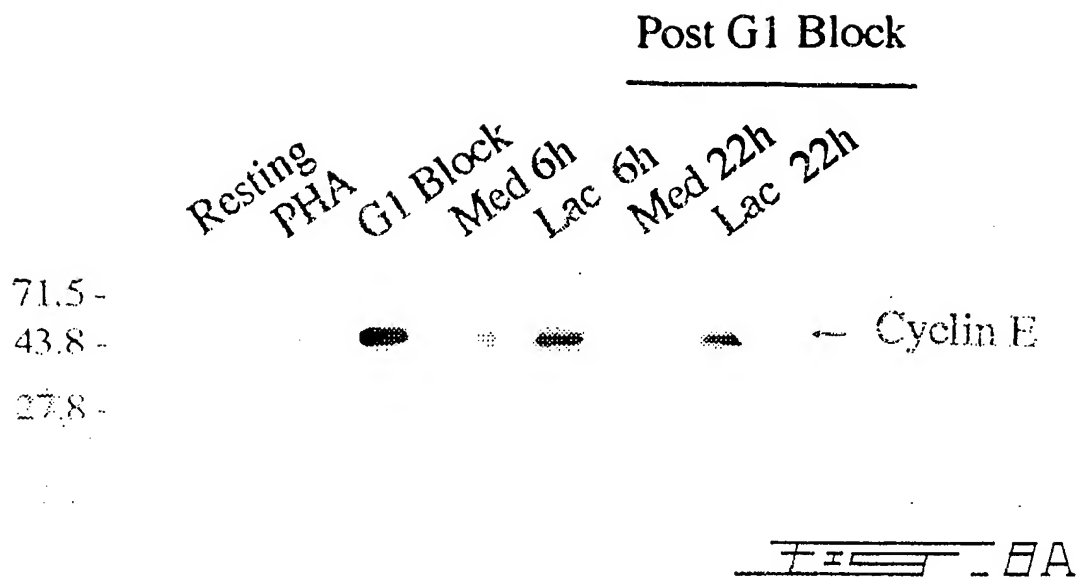 Post G1 Block
Resting
PHA
G1 Block
Med 6h
Lac 6h
Med 22h
Lac 22h
71.5 -
43.8 -
← Cyclin E
27.8 -
FIG_8A